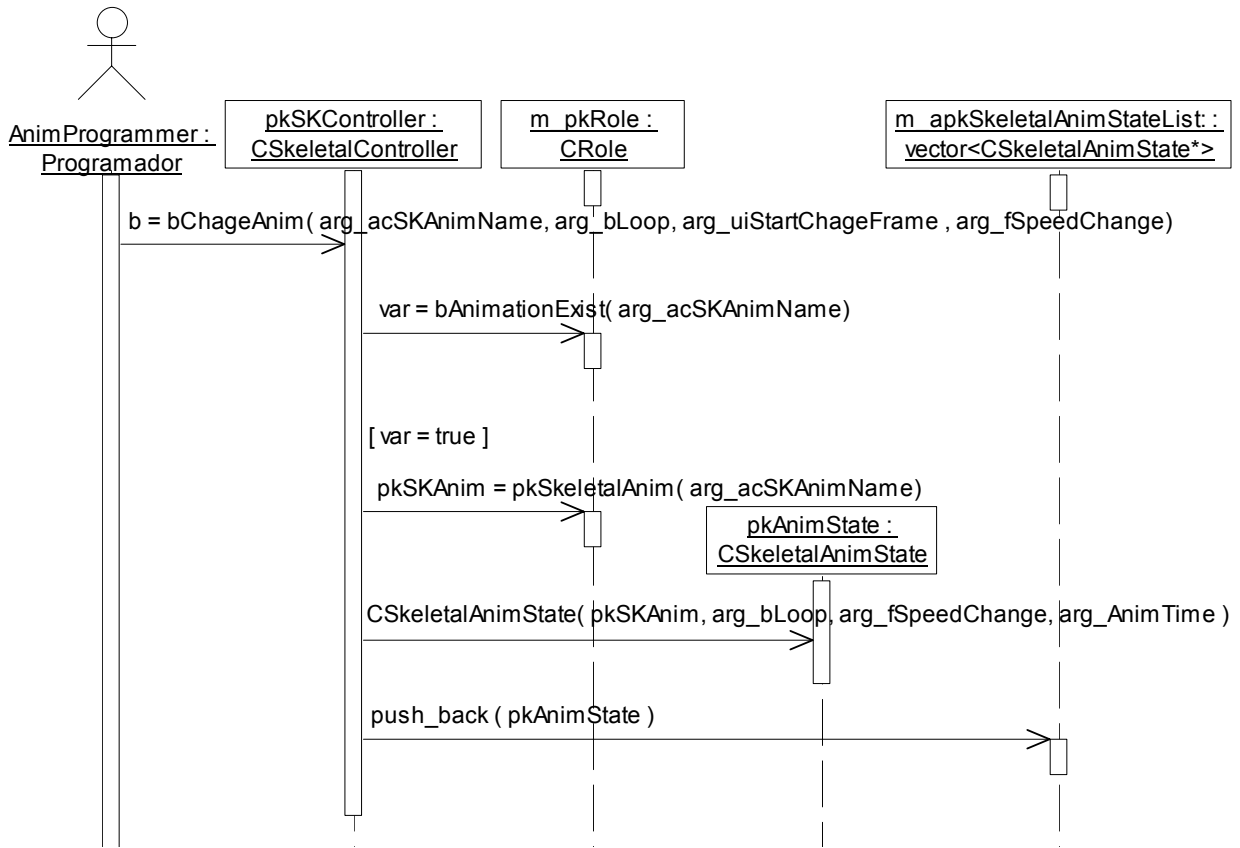 AnimProgrammer :
Programador
pkSKController :
CSkeletalController
m_pkRole :
CRole
m_apkSkeletalAnimStateList: :
vector<CSkeletalAnimState*>
b = bChageAnim( arg_acSKAnimName, arg_bLoop, arg_uiStartChageFrame , arg_fSpeedChange)
var = bAnimationExist( arg_acSKAnimName)
[ var = true ]
pkSKAnim = pkSkeletalAnim( arg_acSKAnimName)
pkAnimState :
CSkeletalAnimState
CSkeletalAnimState( pkSKAnim, arg_bLoop, arg_fSpeedChange, arg_AnimTime )
push_back ( pkAnimState )